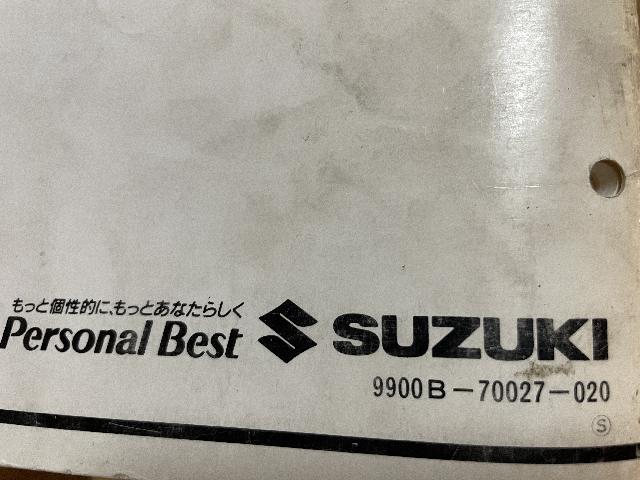 もっと個性的に、もっとあなたらしく
Personal Best SUZUKI
9900B-70027-020
S